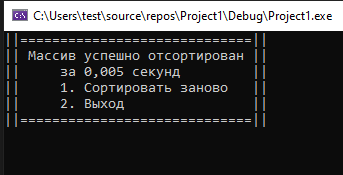 C:\Users\test\source\repos\Project1\Debug\Project1.exe
||============================||
|| Массив успешно отсортирован ||
|| за 0,005 секунд ||
|| 1. Сортировать заново ||
|| 2. Выход ||
||============================||